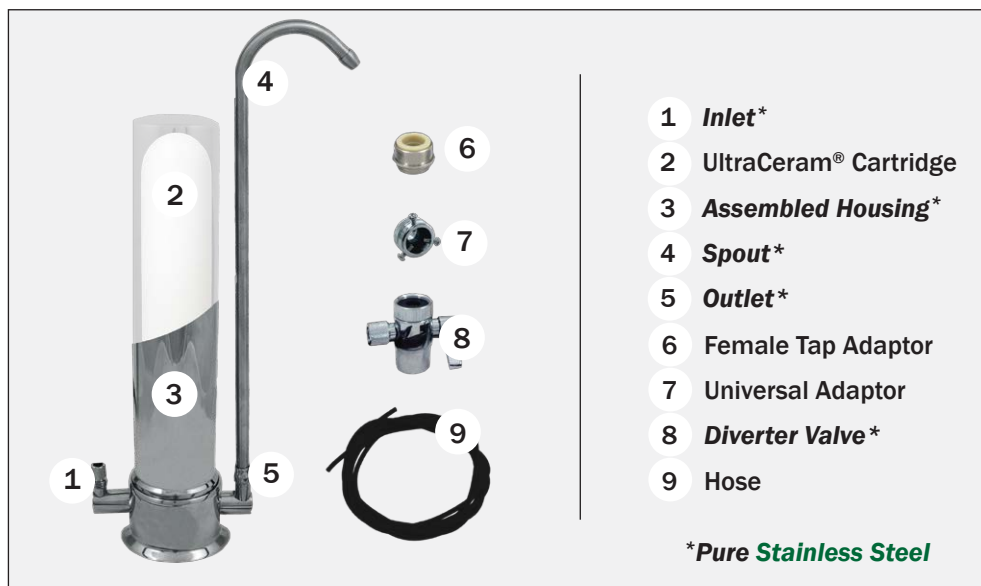 4
6
2
7
8
3
9
1
5
1 Inlet*
2 UltraCeram® Cartridge
3 Assembled Housing*
4 Spout*
5 Outlet*
6 Female Tap Adaptor
7 Universal Adaptor
8 Diverter Valve*
9 Hose
*Pure Stainless Steel